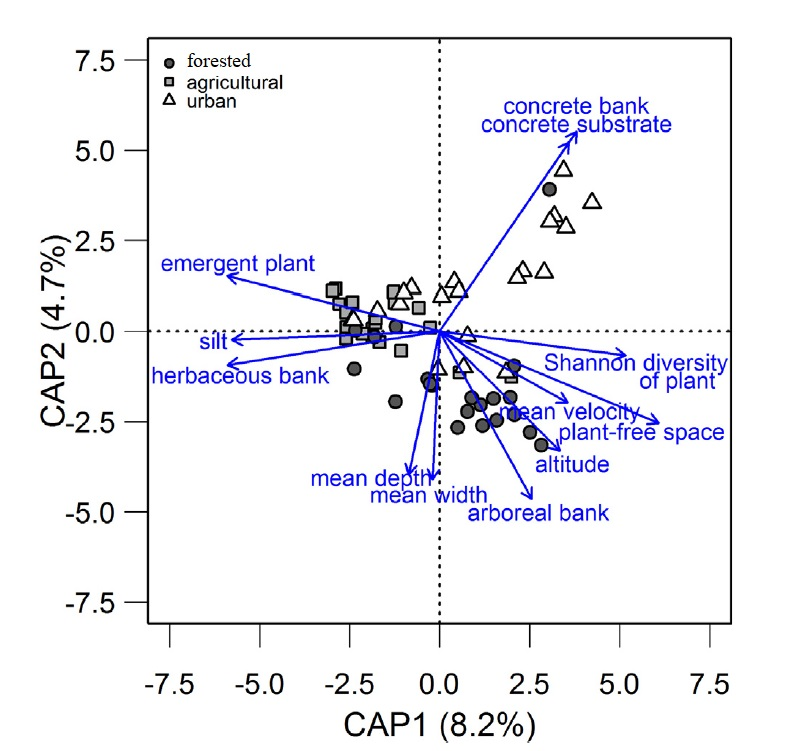 7.5
5.0
2.5
0.0
-2.5
-5.0
-7.5
CAP2 (4.7%)
forested
agricultural
urban
concrete bank
concrete substrate
emergent plant
silt
herbaceous bank
Shannon diversity
of plant
mean velocity
plant-free space
altitude
mean depth
mean width
arboreal bank
-7.5 -5.0 -2.5 0.0 2.5 5.0 7.5
CAP1 (8.2%)